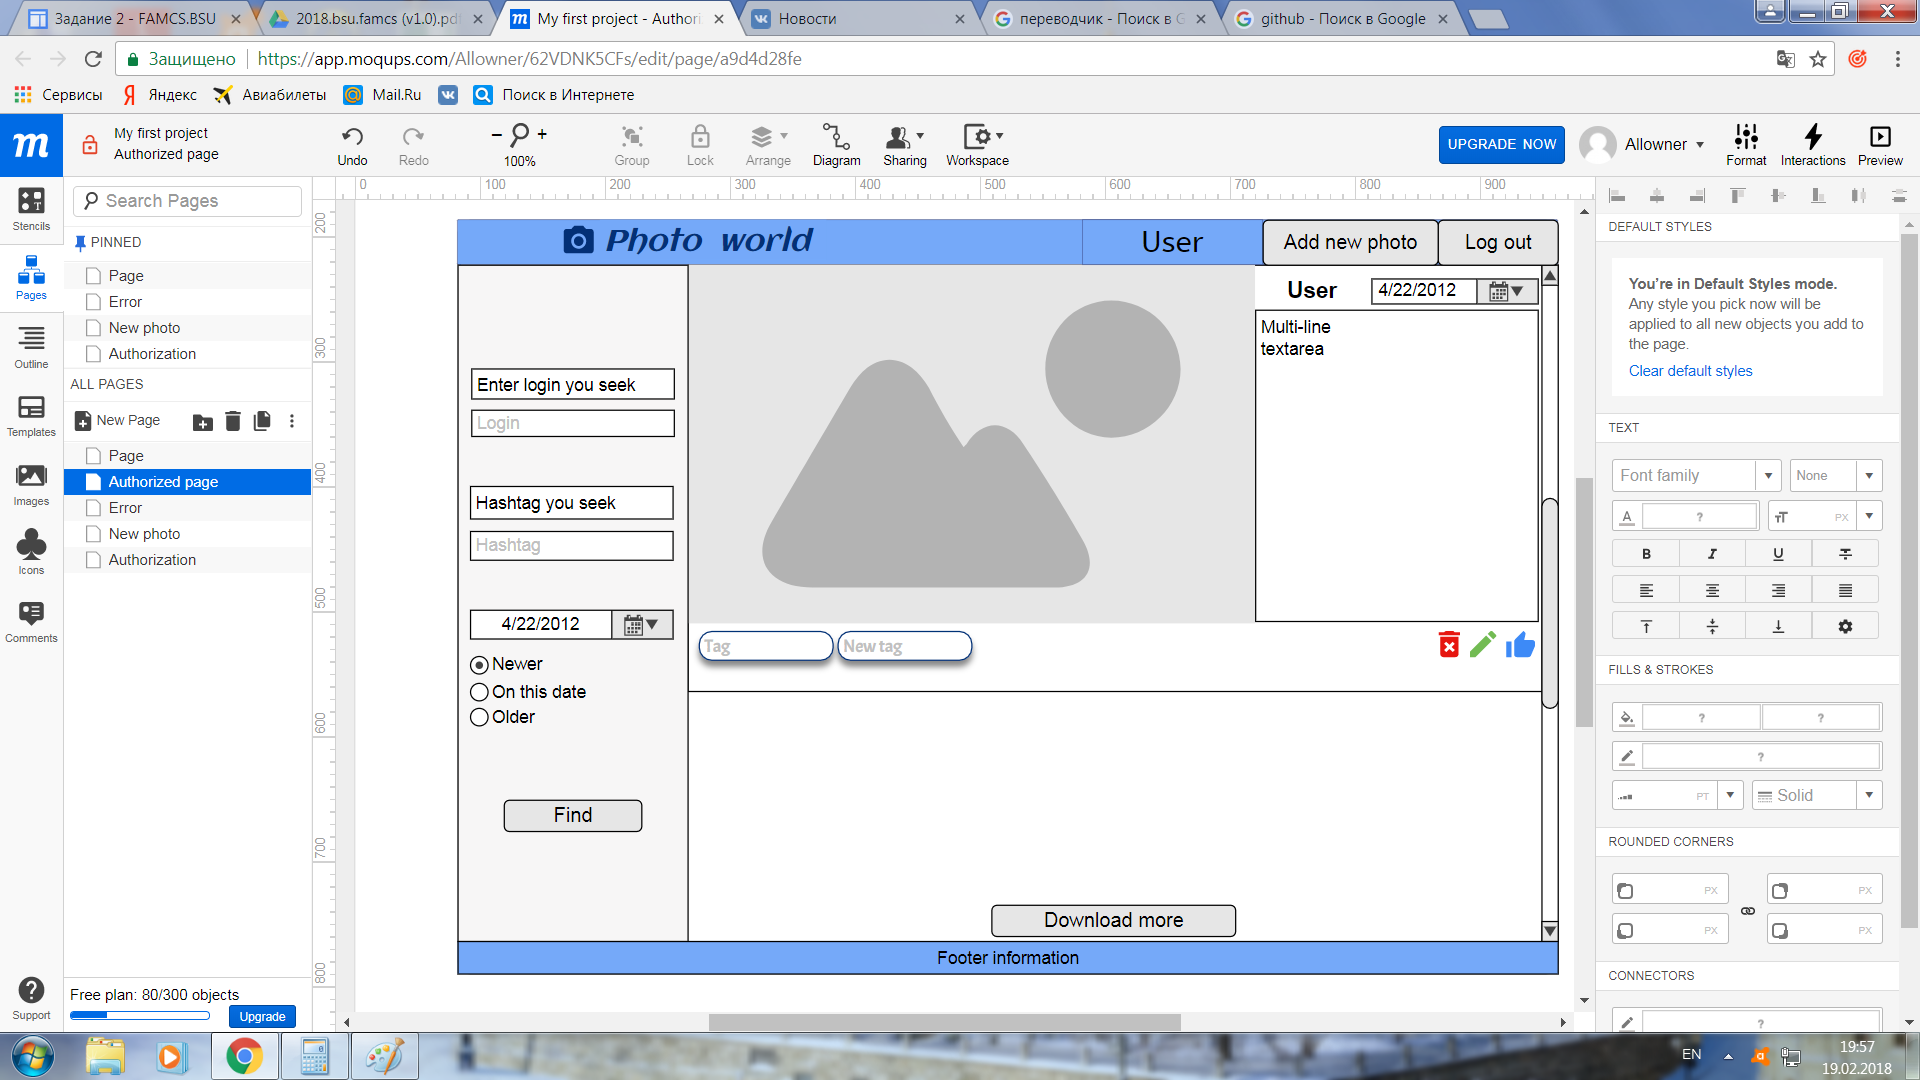 Задание 2 - FAMCS.BSU
2018.bsu.famcs (v1.0).pdf
My first project - Authori
Новости
переводчик - Поиск в G
github - Поиск в Google
Защищено
https://app.moqups.com/Allowner/62VDNK5CFs/edit/page/a9d4d28fe
Сервисы
Яндекс
Авиабилеты
Mail.Ru
Поиск в Интернете
m
My first project
Authorized page
Undo
Redo
100%
Group
Lock
Arrange
Diagram
Sharing
Workspace
UPGRADE NOW
Allowner
Format
Interactions
Preview
Stencils
Pages
Outline
Templates
Images
Icons
Comments
Support
Search Pages
PINNED
Page
Error
New photo
Authorization
ALL PAGES
New Page
Page
Authorized page
Error
New photo
Authorization
Free plan: 80/300 objects
Upgrade
0 100 200 300 400 500 600 700 800 900
200
300
400
500
600
700
800
Photo world
User
Add new photo
Log out
Enter login you seek
Login
Hashtag you seek
Hashtag
4/22/2012
Newer
On this date
Older
Find
User
4/22/2012
Multi-line
textarea
Tag
New tag
Download more
Footer information
DEFAULT STYLES
You're in Default Styles mode.
Any style you pick now will be
applied to all new objects you add to
the page.
Clear default styles
TEXT
Font family
None
A
?
TT
PX
B
I
U
FILLS & STROKES
?
?
?
PT
Solid
ROUNDED CORNERS
PX
PX
PX
PX
CONNECTORS
?
EN
19:57
19.02.2018